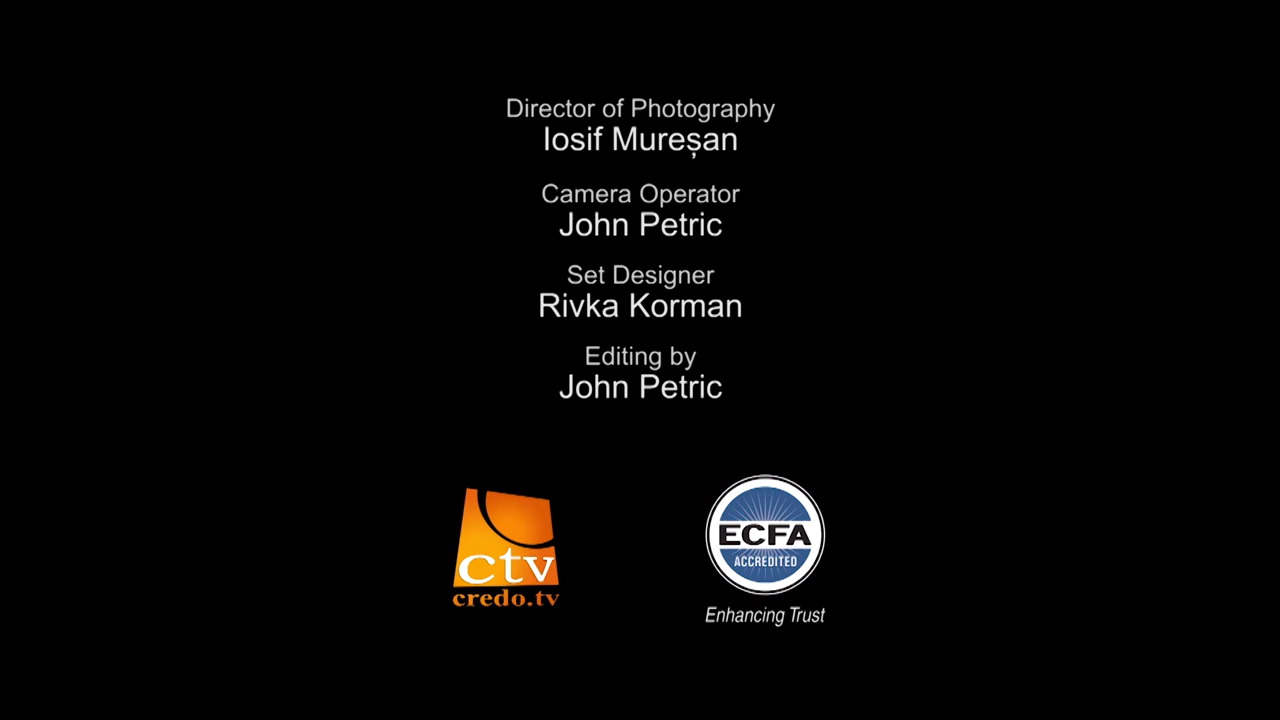 Director of Photography
Iosif Mureșan
Camera Operator
John Petric
Set Designer
Rivka Korman
Editing by
John Petric
ctv
credo.tv
ECFA
ACCREDITED
Enhancing Trust